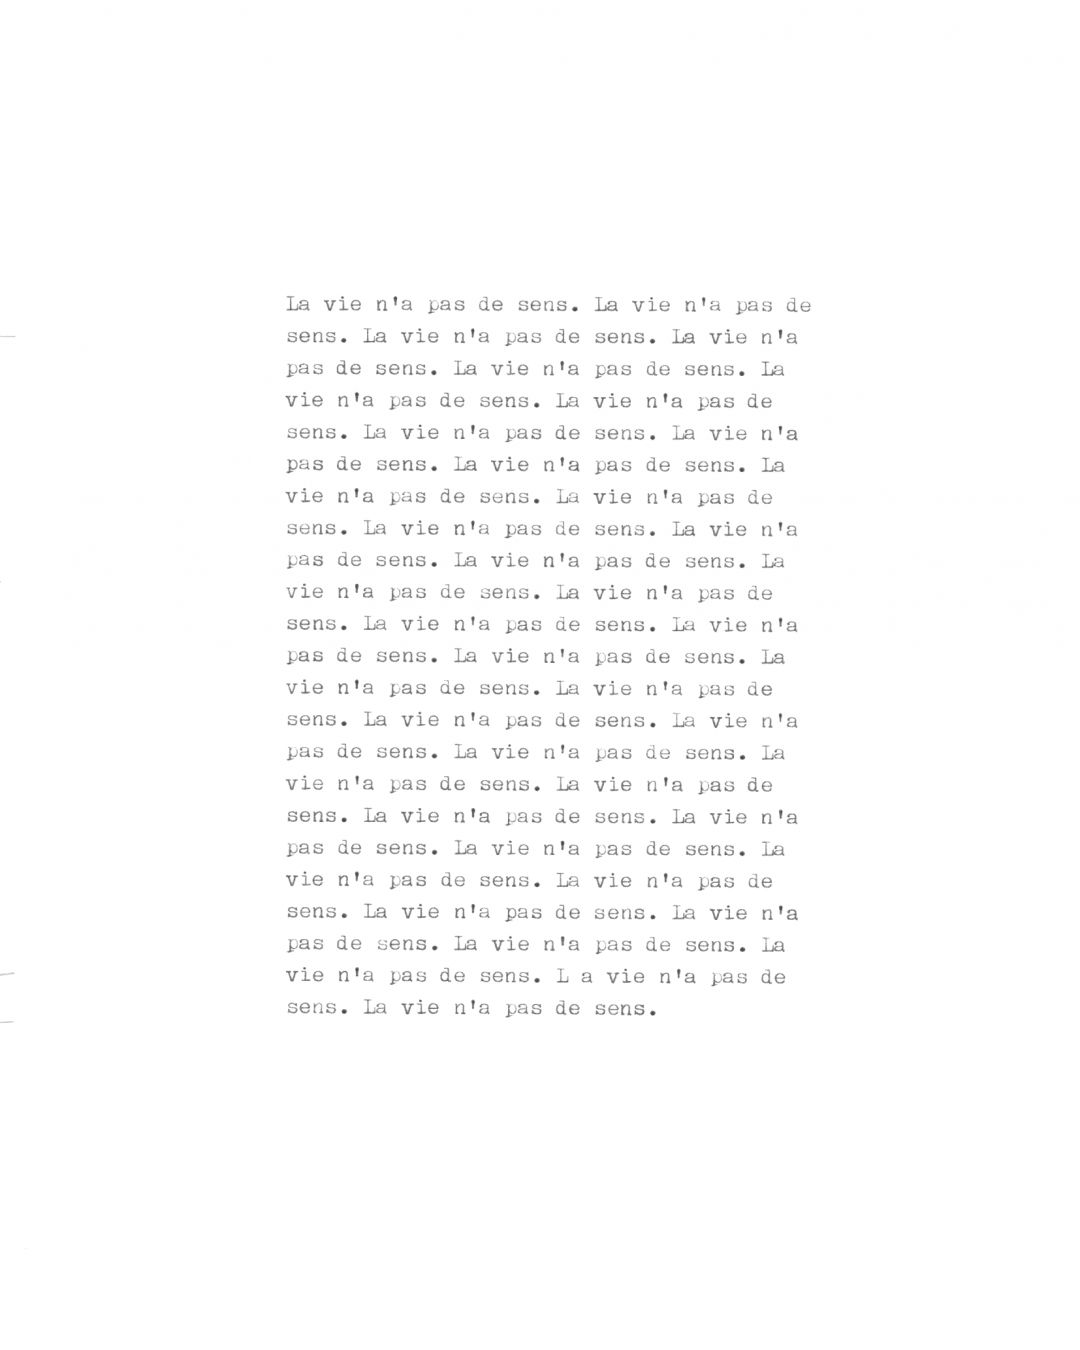 La vie n'a pas de sens. La vie n'a pas de
sens. La vie n'a pas de sens. La vie n'a
pas de sens. La vie n'a pas de sens. La
vie n'a pas de sens. La vie n'a pas de
sens. La vie n'a pas de sens. La vie n'a
pas de sens. La vie n'a pas de sens. La
vie n'a pas de sens. La vie n'a pas de
sens. La vie n'a pas de sens. La vie n'a
pas de sens. La vie n'a pas de sens. La
vie n'a pas de sens. La vie n'a pas de
sens. La vie n'a pas de sens. La vie n'a
pas de sens. La vie n'a pas de sens. La
vie n'a pas de sens. La vie n'a pas de
sens. La vie n'a pas de sens. La vie n'a
pas de sens. La vie n'a pas de sens. La
vie n'a pas de sens. La vie n'a pas de
sens. La vie n'a pas de sens. La vie n'a
pas de sens. La vie n'a pas de sens. La
vie n'a pas de sens. La vie n'a pas de
sens. La vie n'a pas de sens. La vie n'a
pas de sens. La vie n'a pas de sens. La
vie n'a pas de sens. L a vie n'a pas de
sens. La vie n'a pas de sens.